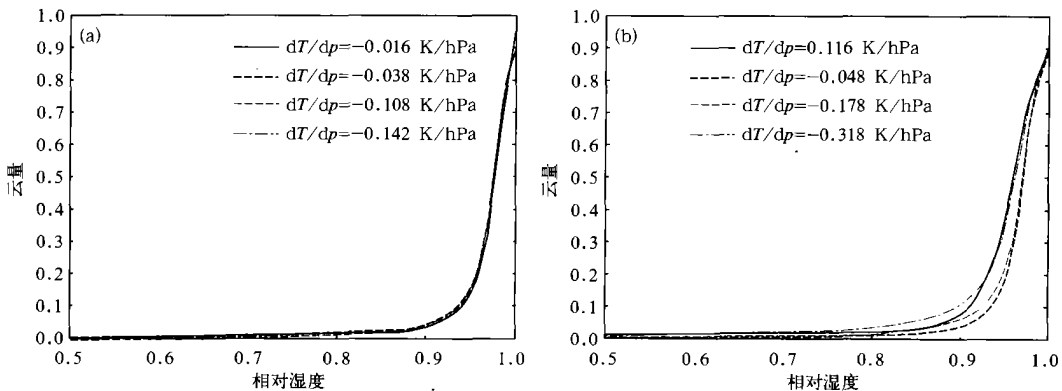 (a)
dT/dp=−0.016 K/hPa
dT/dp=−0.038 K/hPa
dT/dp=−0.108 K/hPa
dT/dp=−0.142 K/hPa
云量
1.0
0.9
0.8
0.7
0.6
0.5
0.4
0.3
0.2
0.1
0.0
0.5 0.6 0.7 0.8 0.9 1.0
相对湿度
(b)
dT/dp=0.116 K/hPa
dT/dp=−0.048 K/hPa
dT/dp=−0.178 K/hPa
dT/dp=−0.318 K/hPa
云量
1.0
0.9
0.8
0.7
0.6
0.5
0.4
0.3
0.2
0.1
0.0
0.5 0.6 0.7 0.8 0.9 1.0
相对湿度